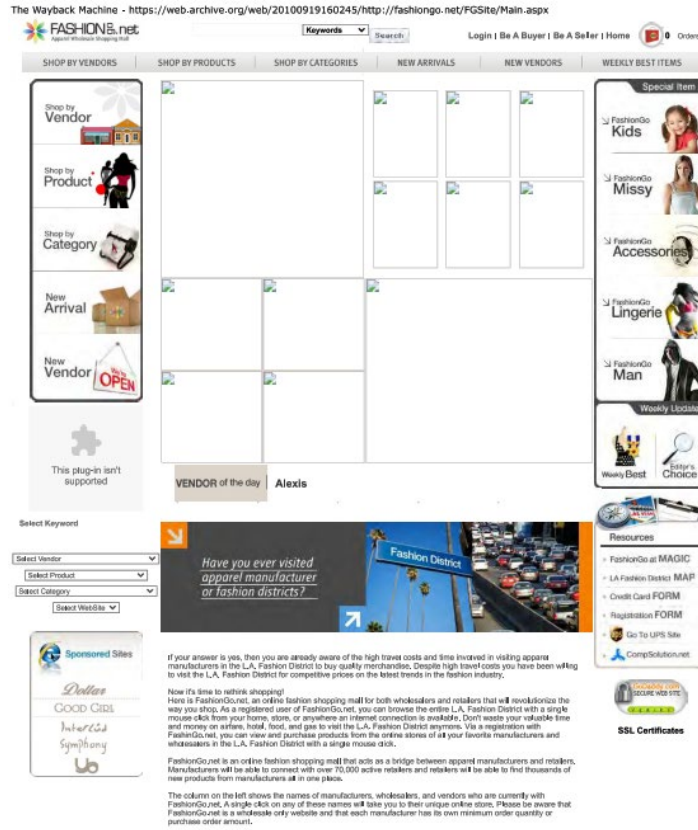 The Wayback Machine - https://web.archive.org/web/20100919160245/http://fashiongo.net/FGSite/Main.aspx
FASHION .net
Apparel Wholesale Shopping Mall
Keywords
Search
Login | Be A Buyer | Be A Seller | Home
0 Orders
SHOP BY VENDORS
SHOP BY PRODUCTS
SHOP BY CATEGORIES
NEW ARRIVALS
NEW VENDORS
WEEKLY BEST ITEMS
Shop by
Vendor
Shop by
Product
Shop by
Category
New
Arrival
New
Vendor
We're
OPEN
This plug-in isn't
supported
Select Keyword
Select Vendor
Select Product
Select Category
Select WebSite
Sponsored Sites
Dollar
GOOD GIRL
Interlūd
Symphony
Uo
VENDOR of the day
Alexis
Have you ever visited
apparel manufacturer
or fashion districts?
Fashion District
If your answer is yes, then you are already aware of the high travel costs and time involved in visiting apparel
manufacturers in the L.A. Fashion District to buy quality merchandise. Despite high travel costs you have been willing
to visit the L.A. Fashion District for competitive prices on the latest trends in the fashion industry.
Now it's time to rethink shopping!
Here is FashionGo.net, an online fashion shopping mall for both wholesalers and retailers that will revolutionize the
way you shop. As a registered user of FashionGo.net, you can browse the entire L.A. Fashion District with a single
mouse click from your home, store, or anywhere an internet connection is available. Don't waste your valuable time
and money on airfare, hotel, food, and gas to visit the L.A. Fashion District anymore. Via a registration with
FashinGo.net, you can view and purchase products from the online stores of all your favorite manufacturers and
wholesalers in the L.A. Fashion District with a single mouse click.
FashionGo.net is an online fashion shopping mall that acts as a bridge between apparel manufacturers and retailers.
Manufacturers will be able to connect with over 70,000 active retailers and retailers will be able to find thousands of
new products from manufacturers all in one place.
The column on the left shows the names of manufacturers, wholesalers, and vendors who are currently with
FashionGo.net. A single click on any of these names will take you to their unique online store. Please be aware that
FashionGo.net is a wholesale only website and that each manufacturer has its own minimum order quantity or
purchase order amount.
Special Item
FashionGo
Kids
FashionGo
Missy
FashionGo
Accessories
FashionGo
Lingerie
FashionGo
Man
Weekly Update
Weekly Best
Editor's
Choice
Resources
FashionGo at MAGIC
LA Fashion District MAP
Credit Card FORM
Registration FORM
Go To UPS Site
CompSolution.net
GoDaddy.com
SECURE WEB SITE
SSL Certificates